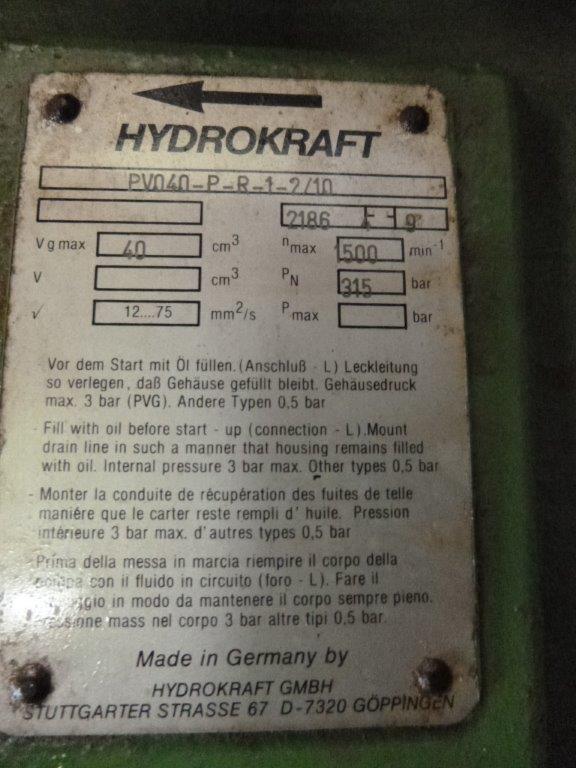 HYDROKRAFT
PV040-P-R-1-2/10
2186
Vg max 40 cm³ nmax 1500 min⁻¹
V cm³ PN 315 bar
√ 12....75 mm²/s Pmax bar
Vor dem Start mit Öl füllen.(Anschluß - L) Leckleitung
so verlegen, daß Gehäuse gefüllt bleibt. Gehäusedruck
max. 3 bar (PVG). Andere Typen 0,5 bar
- Fill with oil before start - up (connection - L).Mount
drain line in such a manner that housing remains filled
with oil. Internal pressure 3 bar max. Other types 0,5 bar
- Monter la conduite de récupération des fuites de telle
manière que le carter reste rempli d' huile. Pression
intérieure 3 bar max. d'autres types 0,5 bar
Prima della messa in marcia riempire il corpo della
con il fluido in circuito (foro - L). Fare il
in modo da mantenere il corpo sempre pieno.
mass nel corpo 3 bar altre tipi 0,5 bar.
Made in Germany by
HYDROKRAFT GMBH
STUTTGARTER STRASSE 67 D-7320 GÖPPINGEN